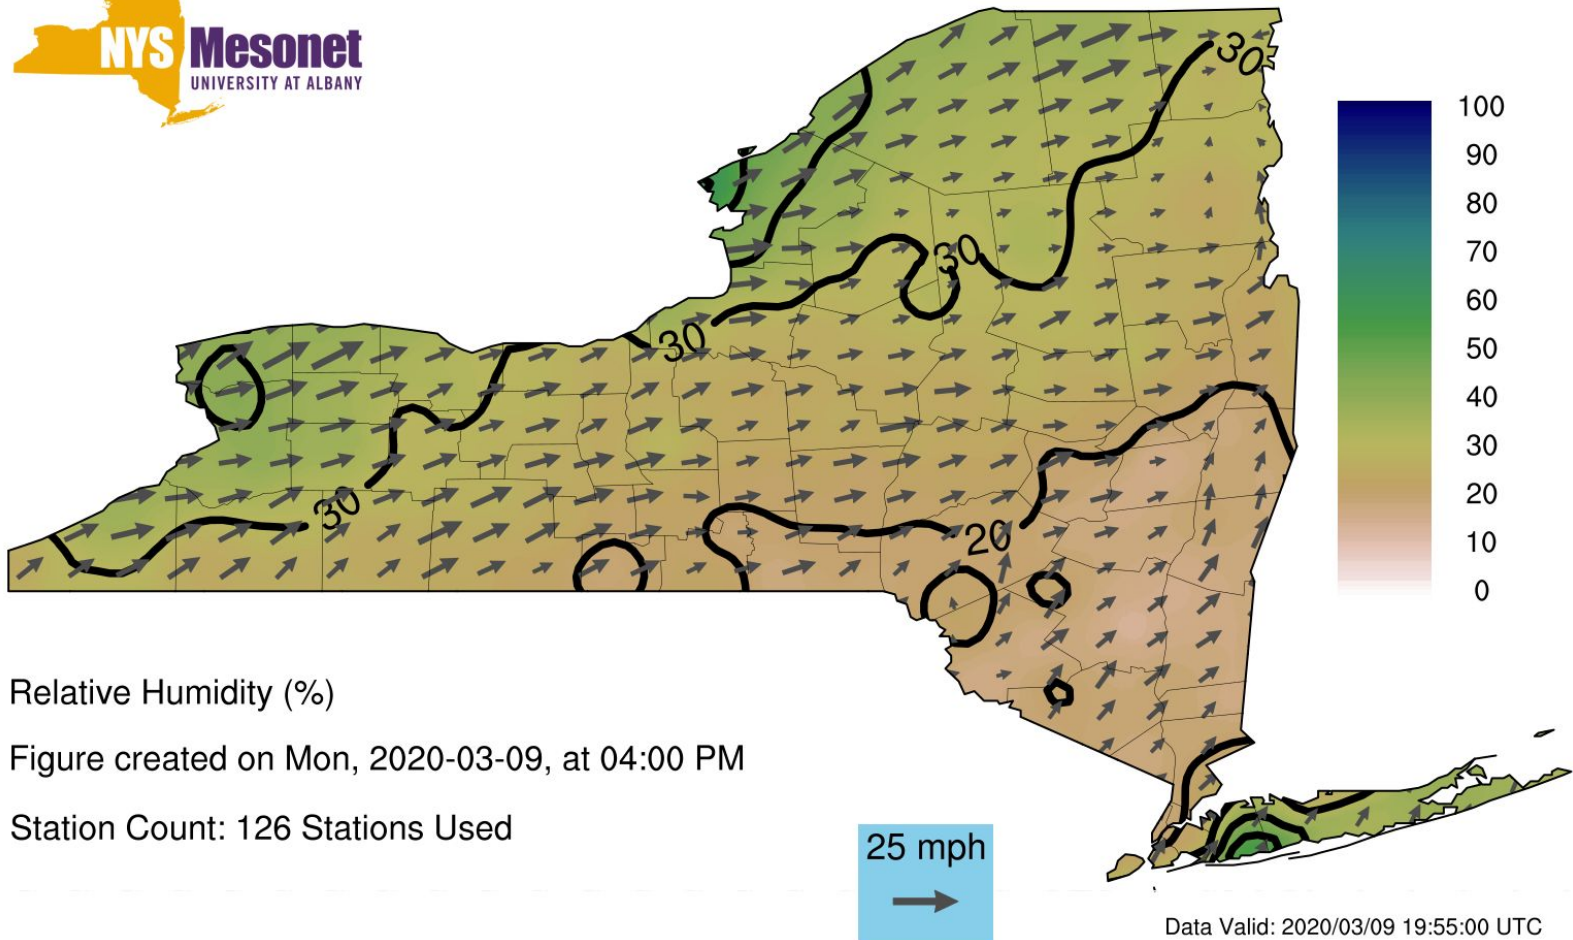 NYS Mesonet
UNIVERSITY AT ALBANY
30
100
90
80
70
60
50
40
30
20
10
0
30
30
30
20
Relative Humidity (%)
Figure created on Mon, 2020-03-09, at 04:00 PM
Station Count: 126 Stations Used
25 mph
Data Valid: 2020/03/09 19:55:00 UTC